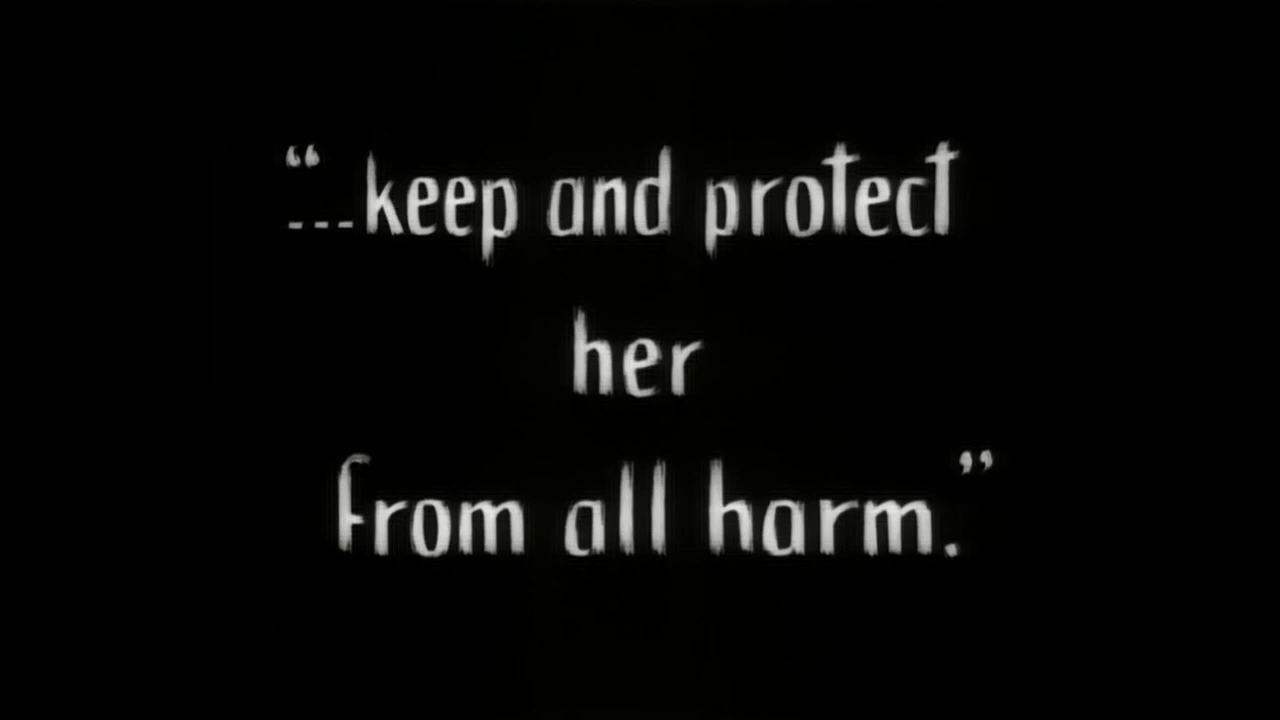 “...keep and protect
her
from all harm.”